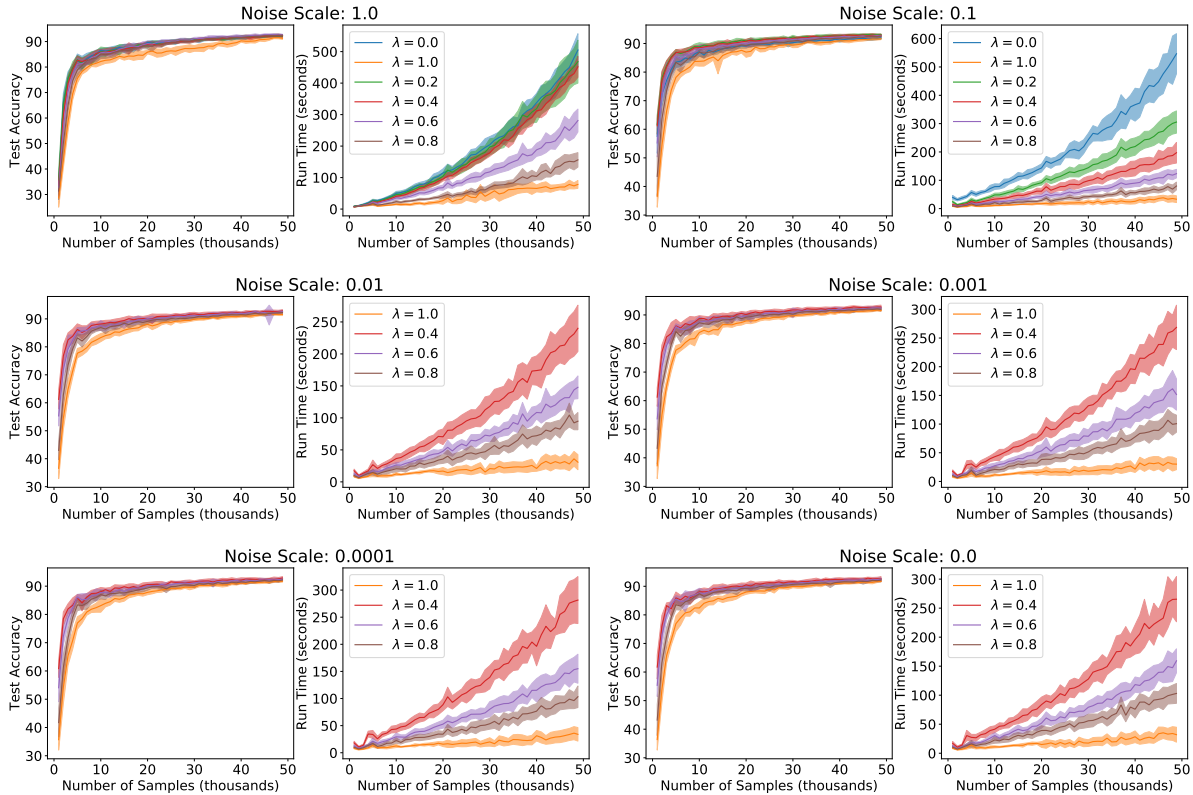 Noise Scale: 1.0
Test Accuracy
90
80
70
60
50
40
30
0 10 20 30 40 50
Number of Samples (thousands)
Run Time (seconds)
500
400
300
200
100
0
λ = 0.0
λ = 1.0
λ = 0.2
λ = 0.4
λ = 0.6
λ = 0.8
0 10 20 30 40 50
Number of Samples (thousands)
Noise Scale: 0.1
Test Accuracy
90
80
70
60
50
40
30
0 10 20 30 40 50
Number of Samples (thousands)
Run Time (seconds)
600
500
400
300
200
100
0
λ = 0.0
λ = 1.0
λ = 0.2
λ = 0.4
λ = 0.6
λ = 0.8
0 10 20 30 40 50
Number of Samples (thousands)
Noise Scale: 0.01
Test Accuracy
90
80
70
60
50
40
30
0 10 20 30 40 50
Number of Samples (thousands)
Run Time (seconds)
250
200
150
100
50
0
λ = 1.0
λ = 0.4
λ = 0.6
λ = 0.8
0 10 20 30 40 50
Number of Samples (thousands)
Noise Scale: 0.001
Test Accuracy
90
80
70
60
50
40
30
0 10 20 30 40 50
Number of Samples (thousands)
Run Time (seconds)
300
250
200
150
100
50
0
λ = 1.0
λ = 0.4
λ = 0.6
λ = 0.8
0 10 20 30 40 50
Number of Samples (thousands)
Noise Scale: 0.0001
Test Accuracy
90
80
70
60
50
40
30
0 10 20 30 40 50
Number of Samples (thousands)
Run Time (seconds)
300
250
200
150
100
50
0
λ = 1.0
λ = 0.4
λ = 0.6
λ = 0.8
0 10 20 30 40 50
Number of Samples (thousands)
Noise Scale: 0.0
Test Accuracy
90
80
70
60
50
40
30
0 10 20 30 40 50
Number of Samples (thousands)
Run Time (seconds)
300
250
200
150
100
50
0
λ = 1.0
λ = 0.4
λ = 0.6
λ = 0.8
0 10 20 30 40 50
Number of Samples (thousands)